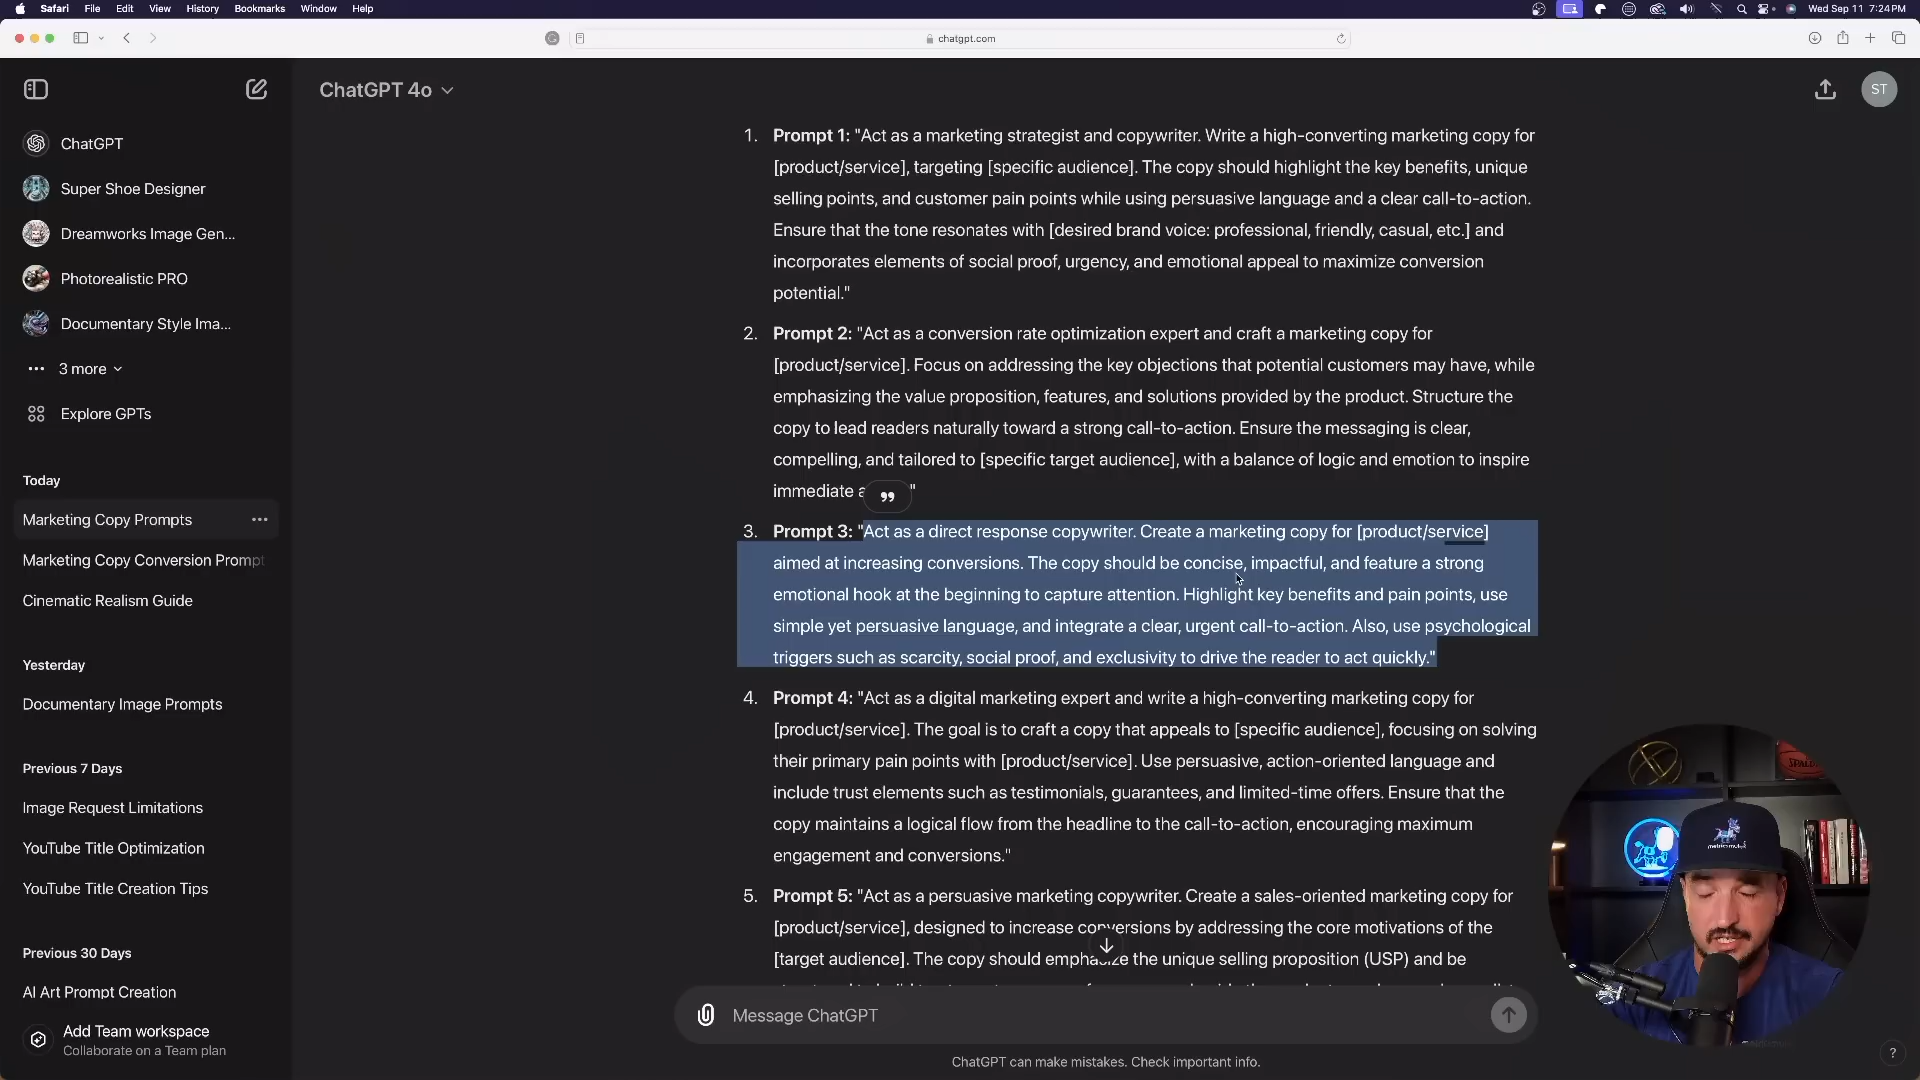 Safari File Edit View History Bookmarks Window Help
Wed Sep 11 7:24 PM
chatgpt.com
ChatGPT 4o
ST
ChatGPT
Super Shoe Designer
Dreamworks Image Gen...
Photorealistic PRO
Documentary Style Ima...
3 more
Explore GPTs
Today
Marketing Copy Prompts
Marketing Copy Conversion Prompt
Cinematic Realism Guide
Yesterday
Documentary Image Prompts
Previous 7 Days
Image Request Limitations
YouTube Title Optimization
YouTube Title Creation Tips
Previous 30 Days
AI Art Prompt Creation
Add Team workspace
Collaborate on a Team plan
1. Prompt 1: "Act as a marketing strategist and copywriter. Write a high-converting marketing copy for
[product/service], targeting [specific audience]. The copy should highlight the key benefits, unique
selling points, and customer pain points while using persuasive language and a clear call-to-action.
Ensure that the tone resonates with [desired brand voice: professional, friendly, casual, etc.] and
incorporates elements of social proof, urgency, and emotional appeal to maximize conversion
potential."
2. Prompt 2: "Act as a conversion rate optimization expert and craft a marketing copy for
[product/service]. Focus on addressing the key objections that potential customers may have, while
emphasizing the value proposition, features, and solutions provided by the product. Structure the
copy to lead readers naturally toward a strong call-to-action. Ensure the messaging is clear,
compelling, and tailored to [specific target audience], with a balance of logic and emotion to inspire
immediate a "
3. Prompt 3: "Act as a direct response copywriter. Create a marketing copy for [product/service]
aimed at increasing conversions. The copy should be concise, impactful, and feature a strong
emotional hook at the beginning to capture attention. Highlight key benefits and pain points, use
simple yet persuasive language, and integrate a clear, urgent call-to-action. Also, use psychological
triggers such as scarcity, social proof, and exclusivity to drive the reader to act quickly."
4. Prompt 4: "Act as a digital marketing expert and write a high-converting marketing copy for
[product/service]. The goal is to craft a copy that appeals to [specific audience], focusing on solving
their primary pain points with [product/service]. Use persuasive, action-oriented language and
include trust elements such as testimonials, guarantees, and limited-time offers. Ensure that the
copy maintains a logical flow from the headline to the call-to-action, encouraging maximum
engagement and conversions."
5. Prompt 5: "Act as a persuasive marketing copywriter. Create a sales-oriented marketing copy for
[product/service], designed to increase conversions by addressing the core motivations of the
[target audience]. The copy should emphasize the unique selling proposition (USP) and be
Message ChatGPT
ChatGPT can make mistakes. Check important info.
?
SPALDING